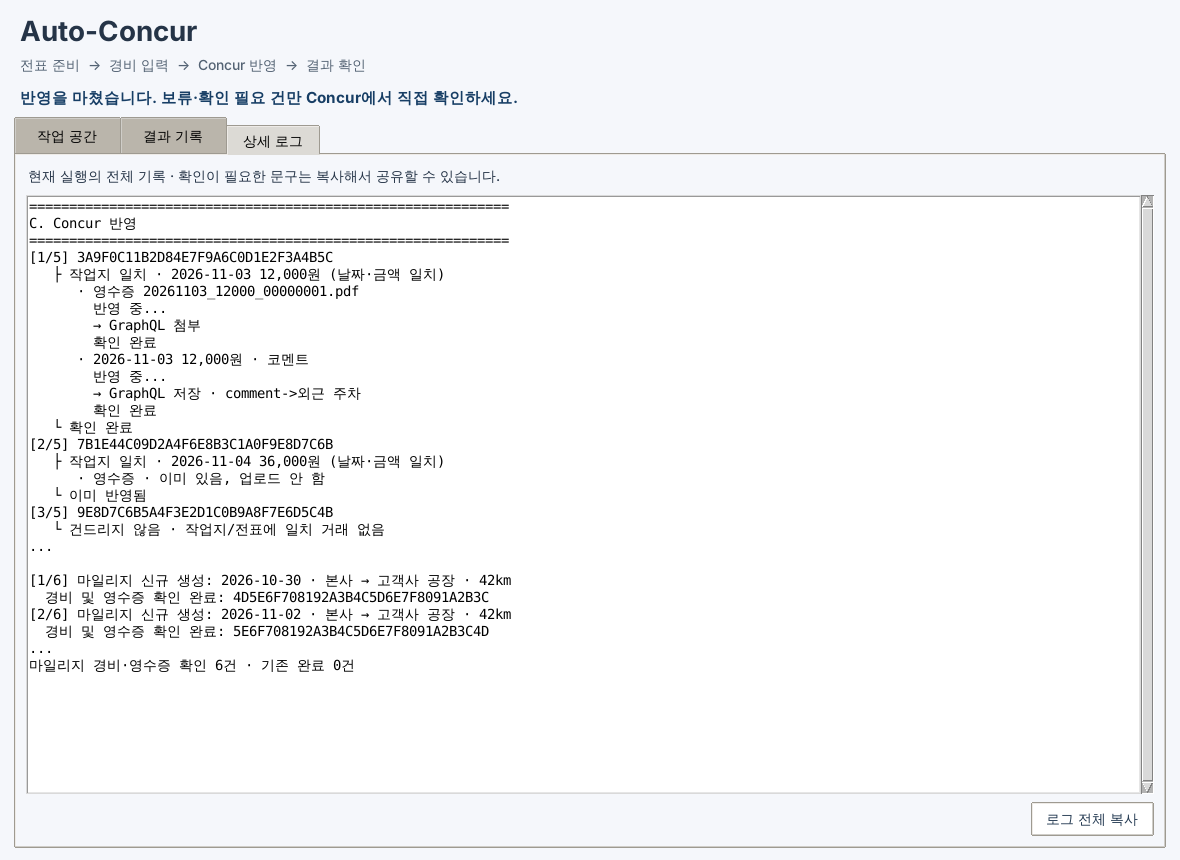 Auto-Concur
전표 준비 → 경비 입력 → Concur 반영 → 결과 확인
반영을 마쳤습니다. 보류·확인 필요 건만 Concur에서 직접 확인하세요.
작업 공간
결과 기록
상세 로그
현재 실행의 전체 기록 · 확인이 필요한 문구는 복사해서 공유할 수 있습니다.
============================================================
C. Concur 반영
============================================================
[1/5] 3A9F0C11B2D84E7F9A6C0D1E2F3A4B5C
├ 작업지 일치 · 2026-11-03 12,000원 (날짜·금액 일치)
· 영수증 20261103_12000_00000001.pdf
반영 중...
→ GraphQL 첨부
확인 완료
· 2026-11-03 12,000원 · 코멘트
반영 중...
→ GraphQL 저장 · comment->외근 주차
확인 완료
└ 확인 완료
[2/5] 7B1E44C09D2A4F6E8B3C1A0F9E8D7C6B
├ 작업지 일치 · 2026-11-04 36,000원 (날짜·금액 일치)
· 영수증 · 이미 있음, 업로드 안 함
└ 이미 반영됨
[3/5] 9E8D7C6B5A4F3E2D1C0B9A8F7E6D5C4B
└ 건드리지 않음 · 작업지/전표에 일치 거래 없음
...
[1/6] 마일리지 신규 생성: 2026-10-30 · 본사 → 고객사 공장 · 42km
경비 및 영수증 확인 완료: 4D5E6F708192A3B4C5D6E7F8091A2B3C
[2/6] 마일리지 신규 생성: 2026-11-02 · 본사 → 고객사 공장 · 42km
경비 및 영수증 확인 완료: 5E6F708192A3B4C5D6E7F8091A2B3C4D
...
마일리지 경비·영수증 확인 6건 · 기존 완료 0건
로그 전체 복사